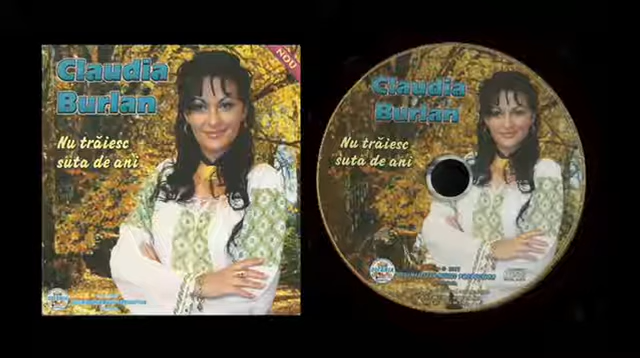 NOU
Claudia
Burlan
Nu trăiesc
suta de ani
Claudia
Burlan
Nu trăiesc
suta de ani